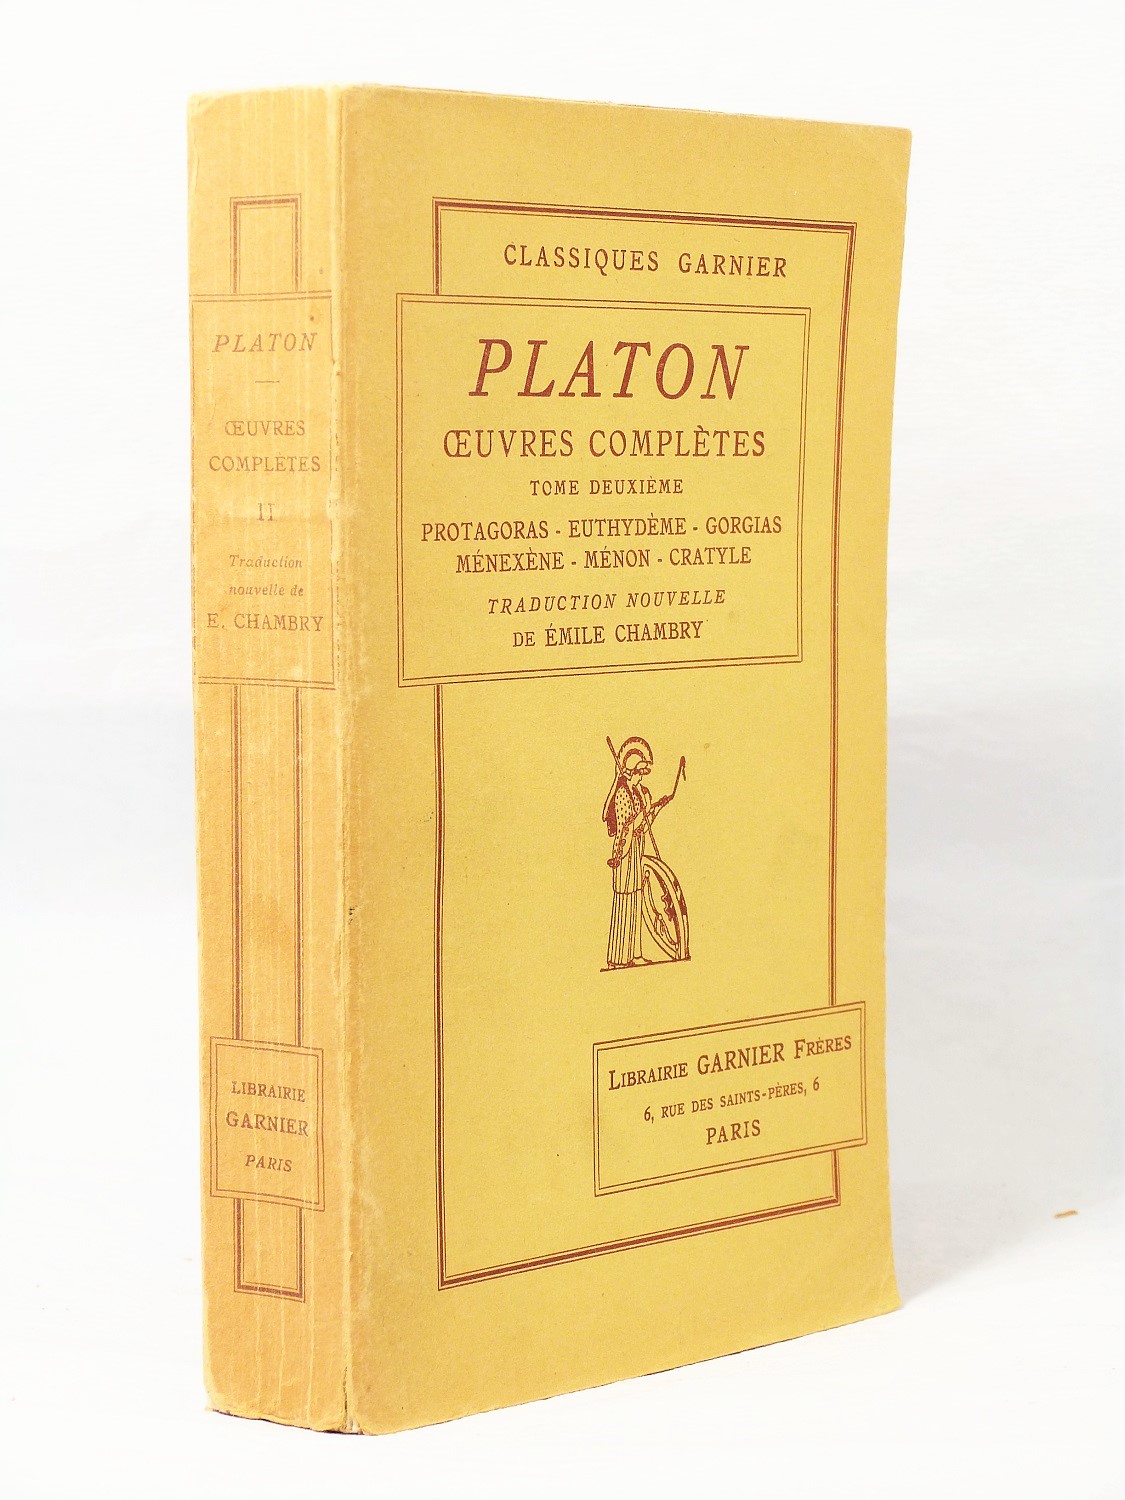 PLATON
ŒUVRES
COMPLÈTES
II
Traduction
nouvelle de
E. CHAMBRY
LIBRAIRIE
GARNIER
PARIS
CLASSIQUES GARNIER
PLATON
ŒUVRES COMPLÈTES
TOME DEUXIÈME
PROTAGORAS - EUTHYDÈME - GORGIAS
MÉNEXÈNE - MÉNON - CRATYLE
TRADUCTION NOUVELLE
DE ÉMILE CHAMBRY
LIBRAIRIE GARNIER FRÈRES
6, RUE DES SAINTS-PÈRES, 6
PARIS